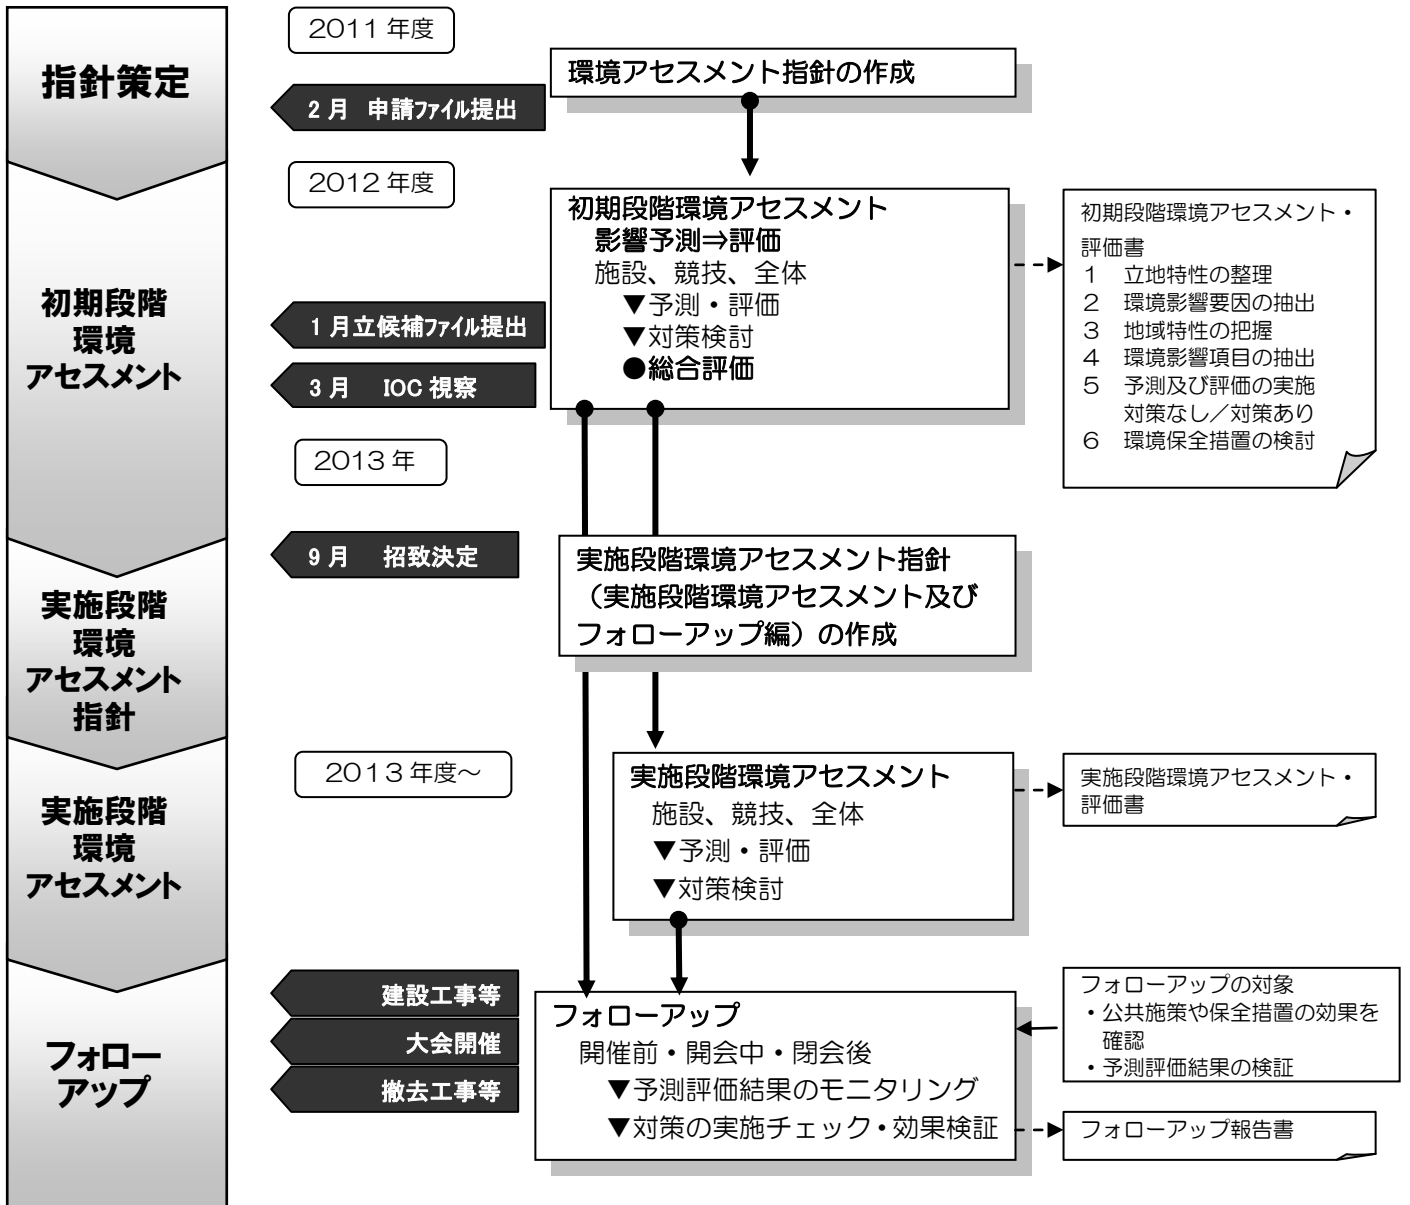 指針策定
2011 年度
環境アセスメント指針の作成
2 月 申請ファイル提出
2012 年度
初期段階
環境
アセスメント
初期段階環境アセスメント
影響予測⇒評価
施設、競技、全体
▼予測・評価
▼対策検討
●総合評価
1 月立候補ファイル提出
3 月 IOC 視察
初期段階環境アセスメント・
評価書
1 立地特性の整理
2 環境影響要因の抽出
3 地域特性の把握
4 環境影響項目の抽出
5 予測及び評価の実施
対策なし／対策あり
6 環境保全措置の検討
2013 年
9 月 招致決定
実施段階
環境
アセスメント
指針
実施段階環境アセスメント指針
（実施段階環境アセスメント及び
フォローアップ編）の作成
2013 年度～
実施段階
環境
アセスメント
実施段階環境アセスメント
施設、競技、全体
▼予測・評価
▼対策検討
実施段階環境アセスメント・
評価書
フォロー
アップ
建設工事等
大会開催
撤去工事等
フォローアップ
開催前・開会中・閉会後
▼予測評価結果のモニタリング
▼対策の実施チェック・効果検証
フォローアップの対象
・公共施策や保全措置の効果を
確認
・予測評価結果の検証
フォローアップ報告書